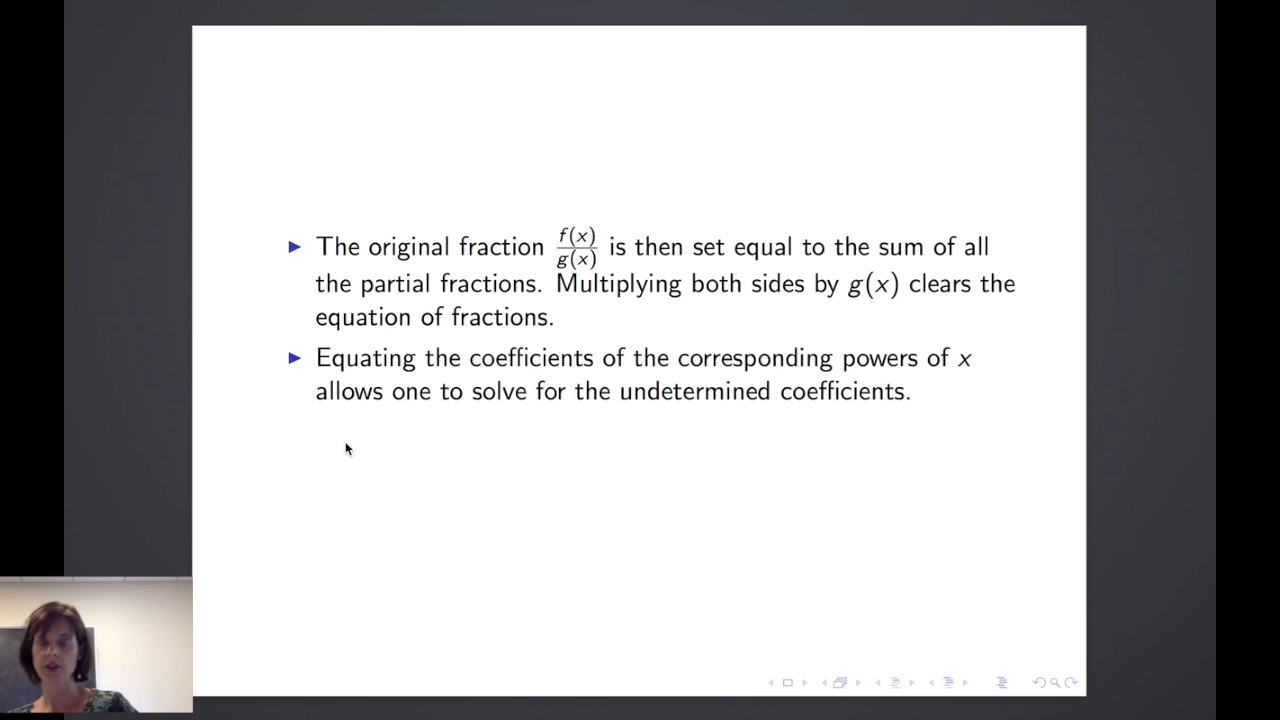 ▶ The original fraction f(x)/g(x) is then set equal to the sum of all
the partial fractions. Multiplying both sides by g(x) clears the
equation of fractions.
▶ Equating the coefficients of the corresponding powers of x
allows one to solve for the undetermined coefficients.